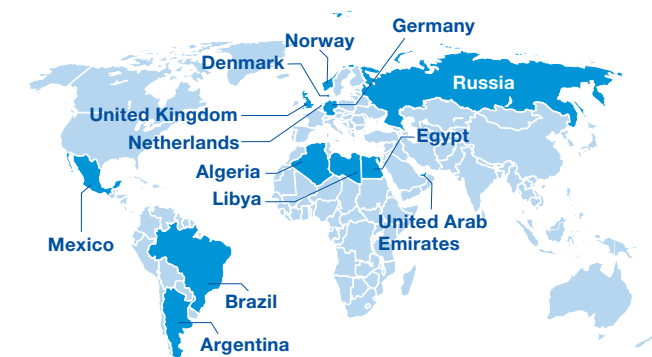 Germany
Norway
Denmark
Russia
United Kingdom
Netherlands
Egypt
Algeria
Libya
United Arab
Emirates
Mexico
Brazil
Argentina